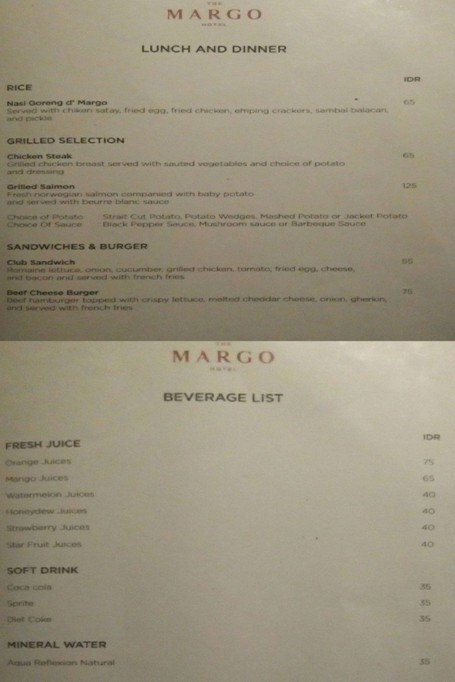 THE
MARGO
HOTEL
LUNCH AND DINNER
IDR
RICE
Nasi Goreng d' Margo 65
Served with chiken satay, fried egg, fried chicken, emping crackers, sambal balacan,
and pickle
GRILLED SELECTION
Chicken Steak 65
Grilled chicken breast served with sauted vegetables and choice of potato
and dressing
Grilled Salmon 125
Fresh norwegian salmon companied with baby potato
and served with beurre blanc sauce
Choice of Potato Strait Cut Potato, Potato Wedges, Mashed Potato or Jacket Potato
Choice Of Sauce Black Pepper Sauce, Mushroom sauce or Barbeque Sauce
SANDWICHES & BURGER
Club Sandwich 55
Romaine lettuce, onion, cucumber, grilled chicken, tomato, fried egg, cheese,
and bacon and served with french fries
Beef Cheese Burger 75
Beef hamburger topped with crispy lettuce, melted cheddar cheese, onion, gherkin,
and served with french fries
THE
MARGO
HOTEL
BEVERAGE LIST
IDR
FRESH JUICE
Orange Juices 75
Mango Juices 65
Watermelon Juices 40
Honeydew Juices 40
Strawberry Juices 40
Star Fruit Juices 40
SOFT DRINK
Coca cola 35
Sprite 35
Diet Coke 35
MINERAL WATER
Aqua Reflexion Natural 35